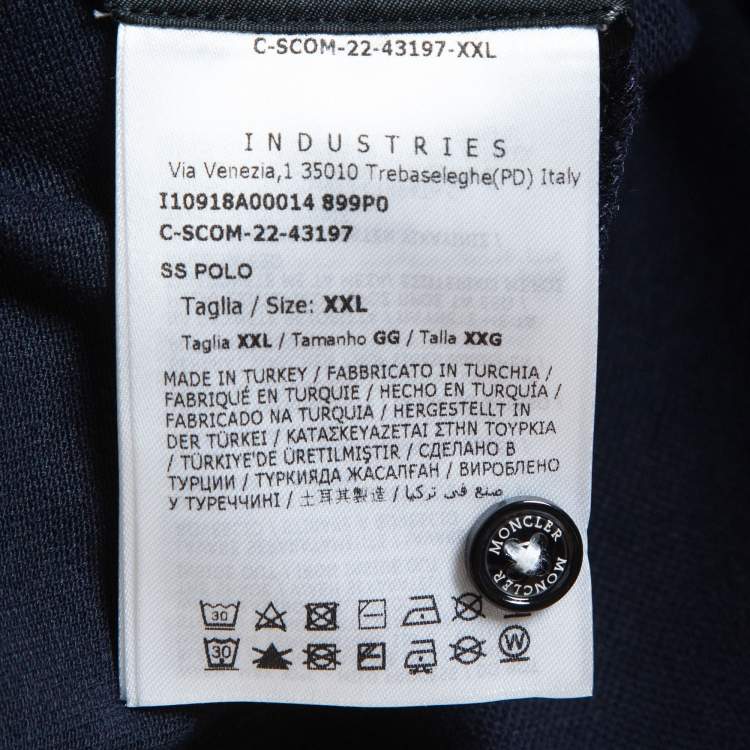 C-SCOM-22-43197-XXL
INDUSTRIES
Via Venezia,1 35010 Trebaseleghe(PD) Italy
I10918A00014 899P0
C-SCOM-22-43197
SS POLO
Taglia / Size: XXL
Taglia XXL / Tamanho GG / Talla XXG
MADE IN TURKEY / FABBRICATO IN TURCHIA /
FABRIQUÉ EN TURQUIE / HECHO EN TURQUÍA /
FABRICADO NA TURQUIA / HERGESTELLT IN
DER TÜRKEI / ΚΑΤΑΣΚΕΥΑΖΕΤΑΙ ΣΤΗΝ ΤΟΥΡΚΙΑ
/ TÜRKIYE'DE ÜRETILMIŞTIR / СДЕЛАНО В
ТУРЦИИ / ТҮРКИЯДА ЖАСАЛҒАН / ВИРОБЛЕНО
У ТУРЕЧЧИНІ / 土耳其製造 / صنع في تركيا /
MONCLER MONCLER
30
30 W